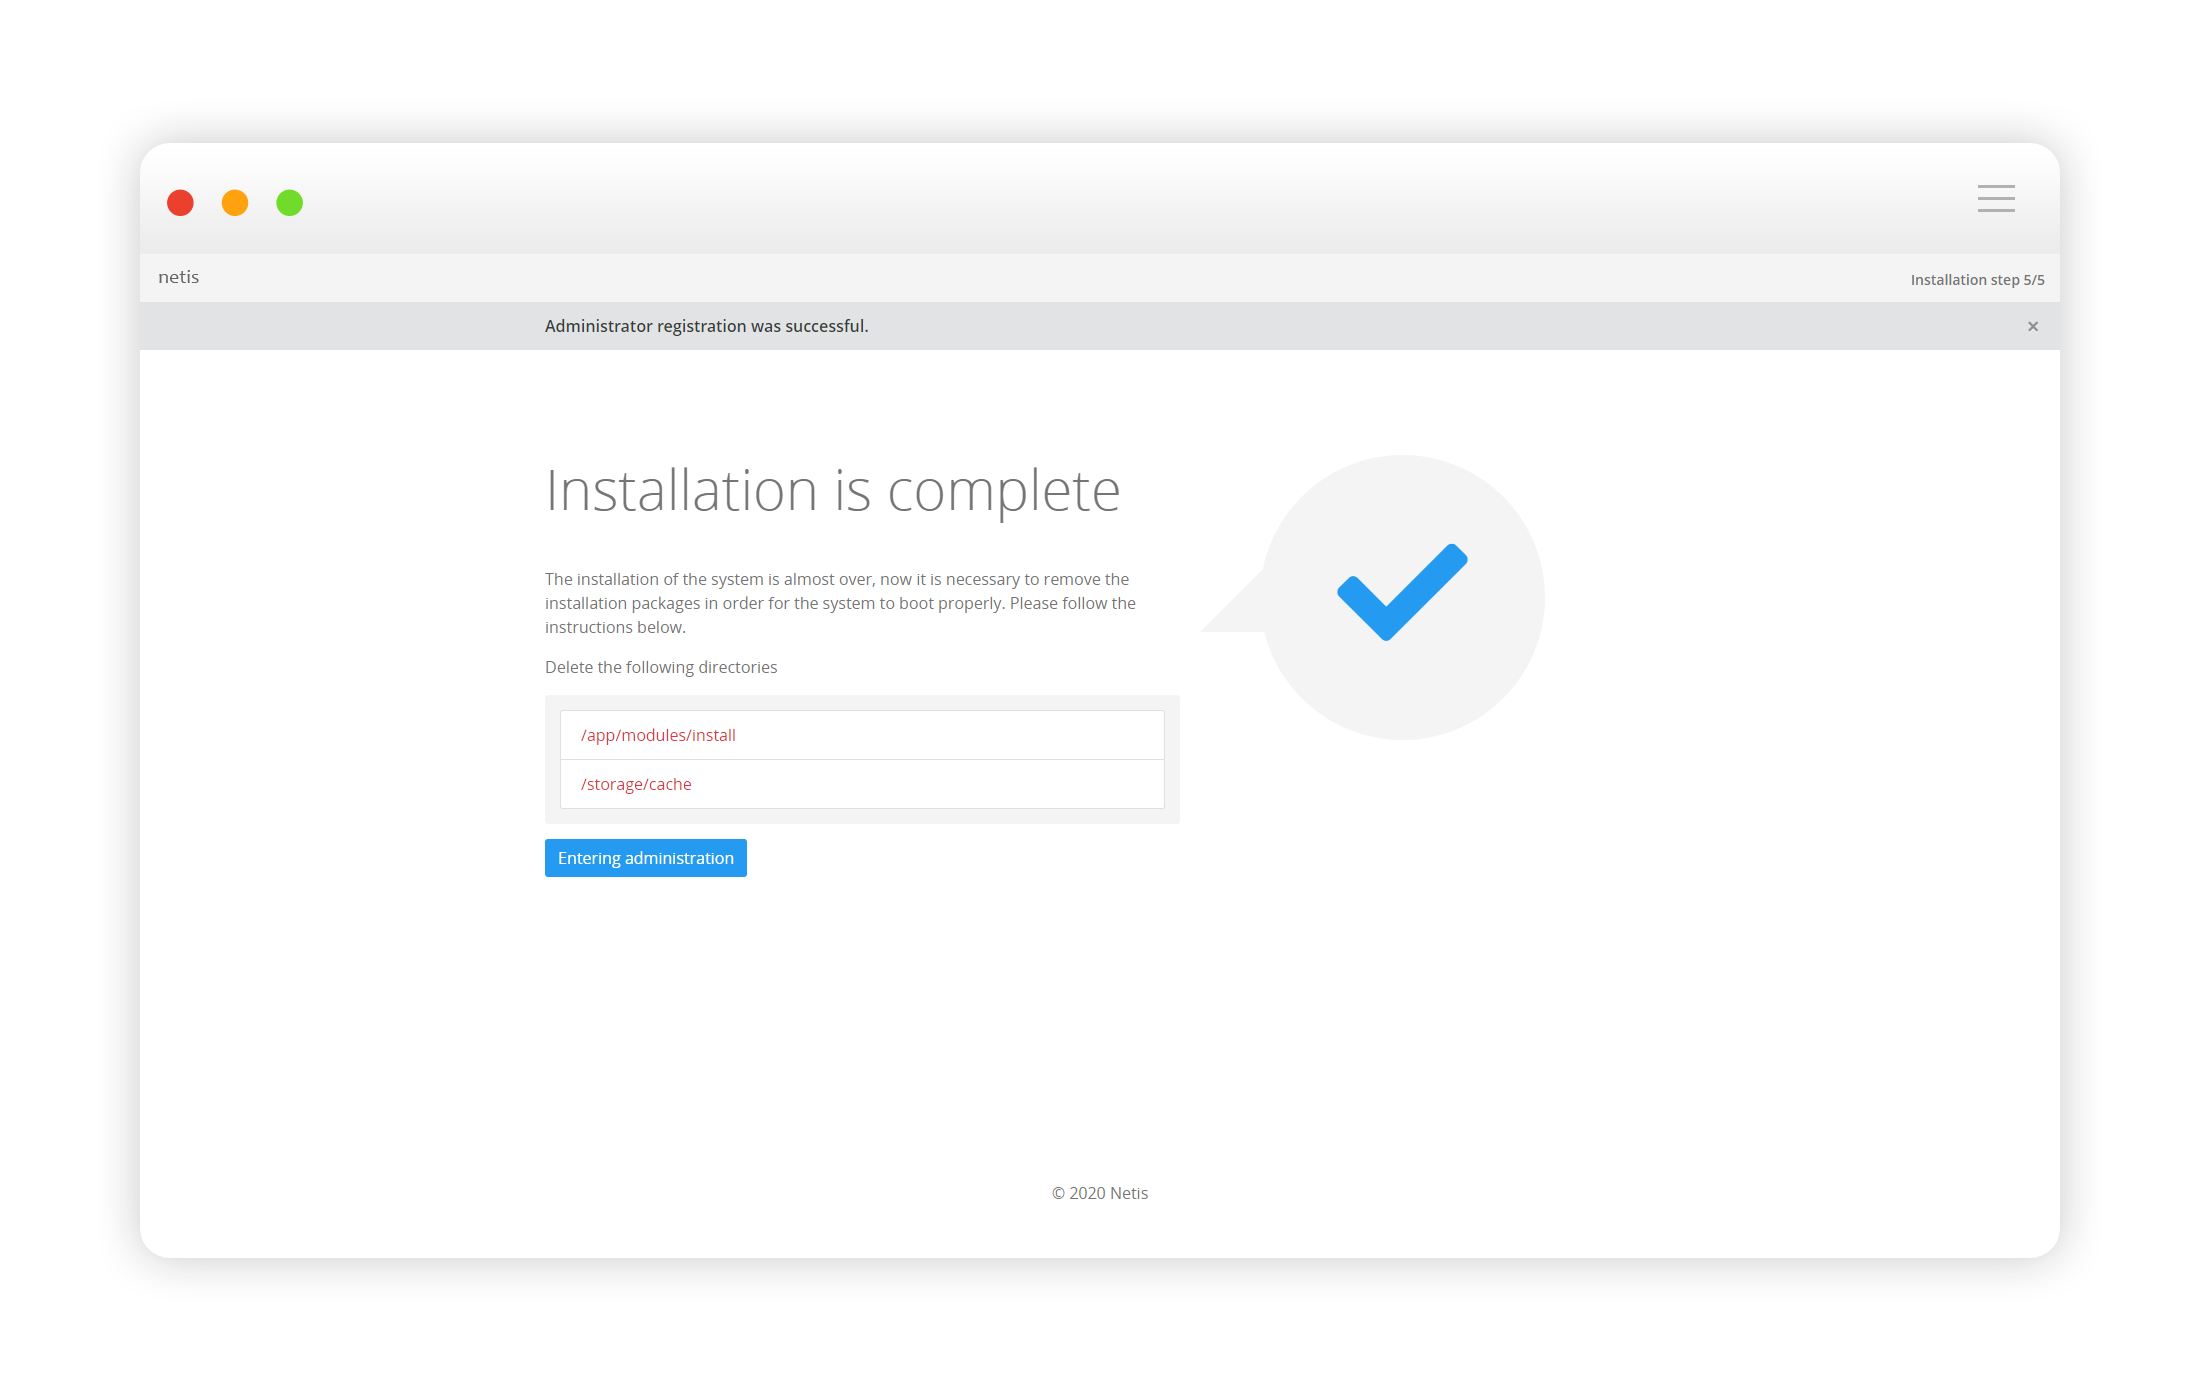 netis
Installation step 5/5
Administrator registration was successful.
×
Installation is complete
The installation of the system is almost over, now it is necessary to remove the
installation packages in order for the system to boot properly. Please follow the
instructions below.
Delete the following directories
/app/modules/install
/storage/cache
Entering administration
© 2020 Netis